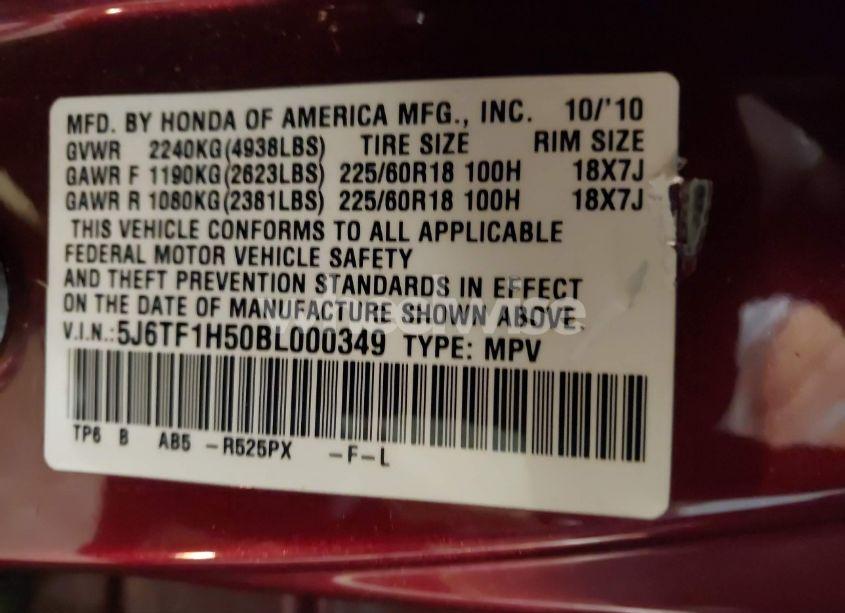 MFD. BY HONDA OF AMERICA MFG., INC. 10/'10
GVWR 2240KG(4938LBS) TIRE SIZE RIM SIZE
GAWR F 1190KG(2623LBS) 225/60R18 100H 18X7J
GAWR R 1080KG(2381LBS) 225/60R18 100H 18X7J
THIS VEHICLE CONFORMS TO ALL APPLICABLE
FEDERAL MOTOR VEHICLE SAFETY
AND THEFT PREVENTION STANDARDS IN EFFECT
ON THE DATE OF MANUFACTURE SHOWN ABOVE.
V.I.N.:5J6TF1H50BL000349 TYPE: MPV
TP6 B AB5 -R525PX -F-L